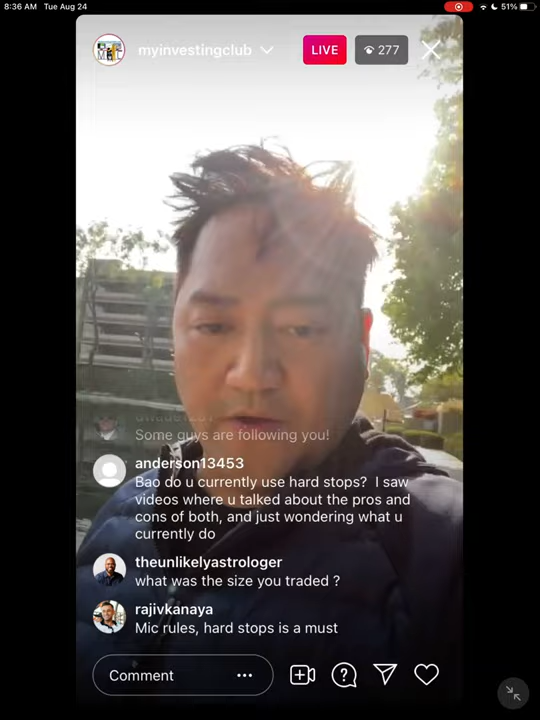 8:36 AM Tue Aug 24
51%
myinvestingclub
LIVE
277
Some guys are following you!
anderson13453
Bao do u currently use hard stops? I saw
videos where u talked about the pros and
cons of both, and just wondering what u
currently do
theunlikelyastrologer
what was the size you traded ?
rajivkanaya
Mic rules, hard stops is a must
Comment